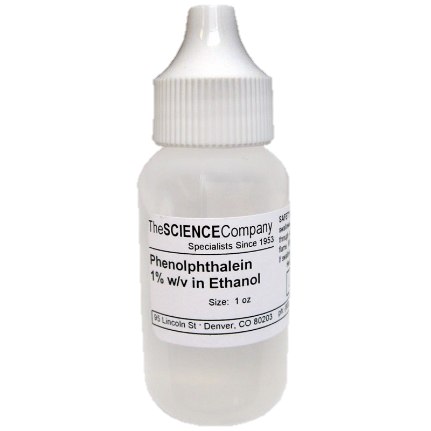 TheSCIENCECompany
Specialists Since 1953
Phenolphthalein
1% w/v in Ethanol
Size: 1 oz
95 Lincoln St · Denver, CO 80203